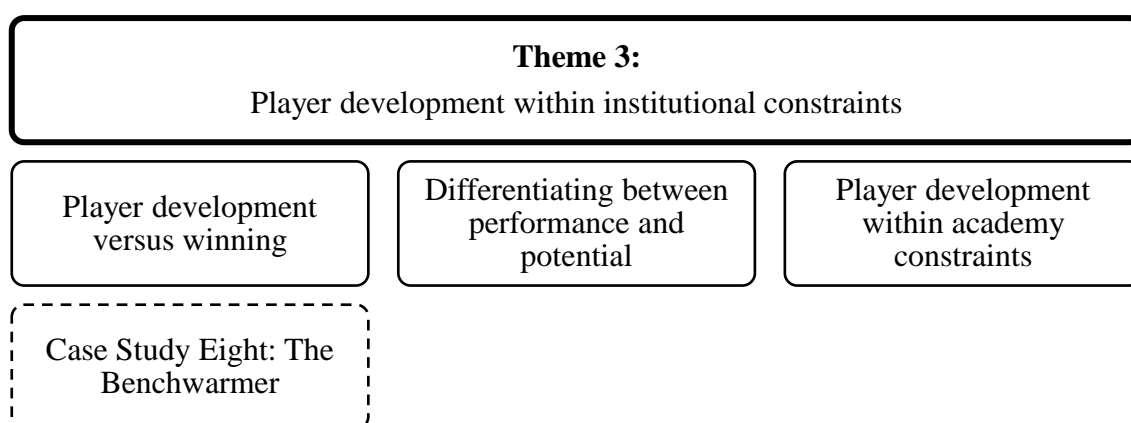 Theme 3:
Player development within institutional constraints
Player development
versus winning
Differentiating between
performance and
potential
Player development
within academy
constraints
Case Study Eight: The
Benchwarmer